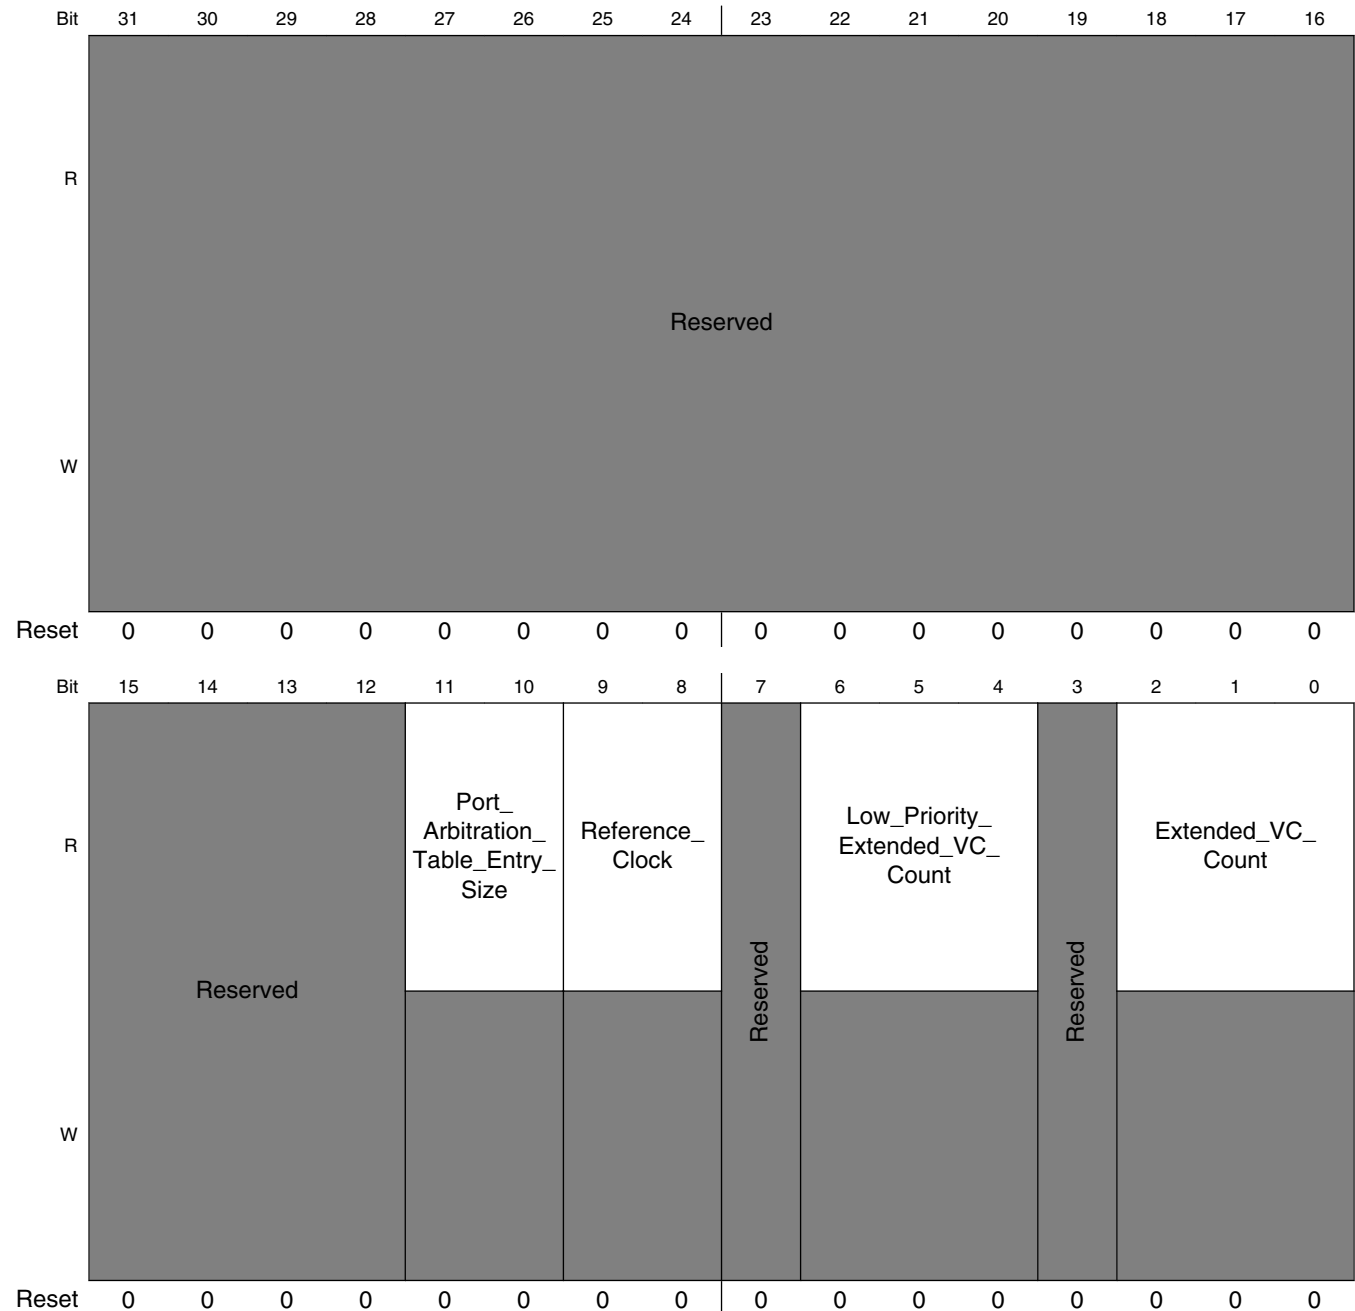 Bit 31 30 29 28 27 26 25 24 23 22 21 20 19 18 17 16
R
Reserved
W
Reset 0 0 0 0 0 0 0 0 0 0 0 0 0 0 0 0
Bit 15 14 13 12 11 10 9 8 7 6 5 4 3 2 1 0
R
Reserved
Port_
Arbitration_
Table_Entry_
Size
Reference_
Clock
Reserved
Low_Priority_
Extended_VC_
Count
Reserved
Extended_VC_
Count
W
Reset 0 0 0 0 0 0 0 0 0 0 0 0 0 0 0 0